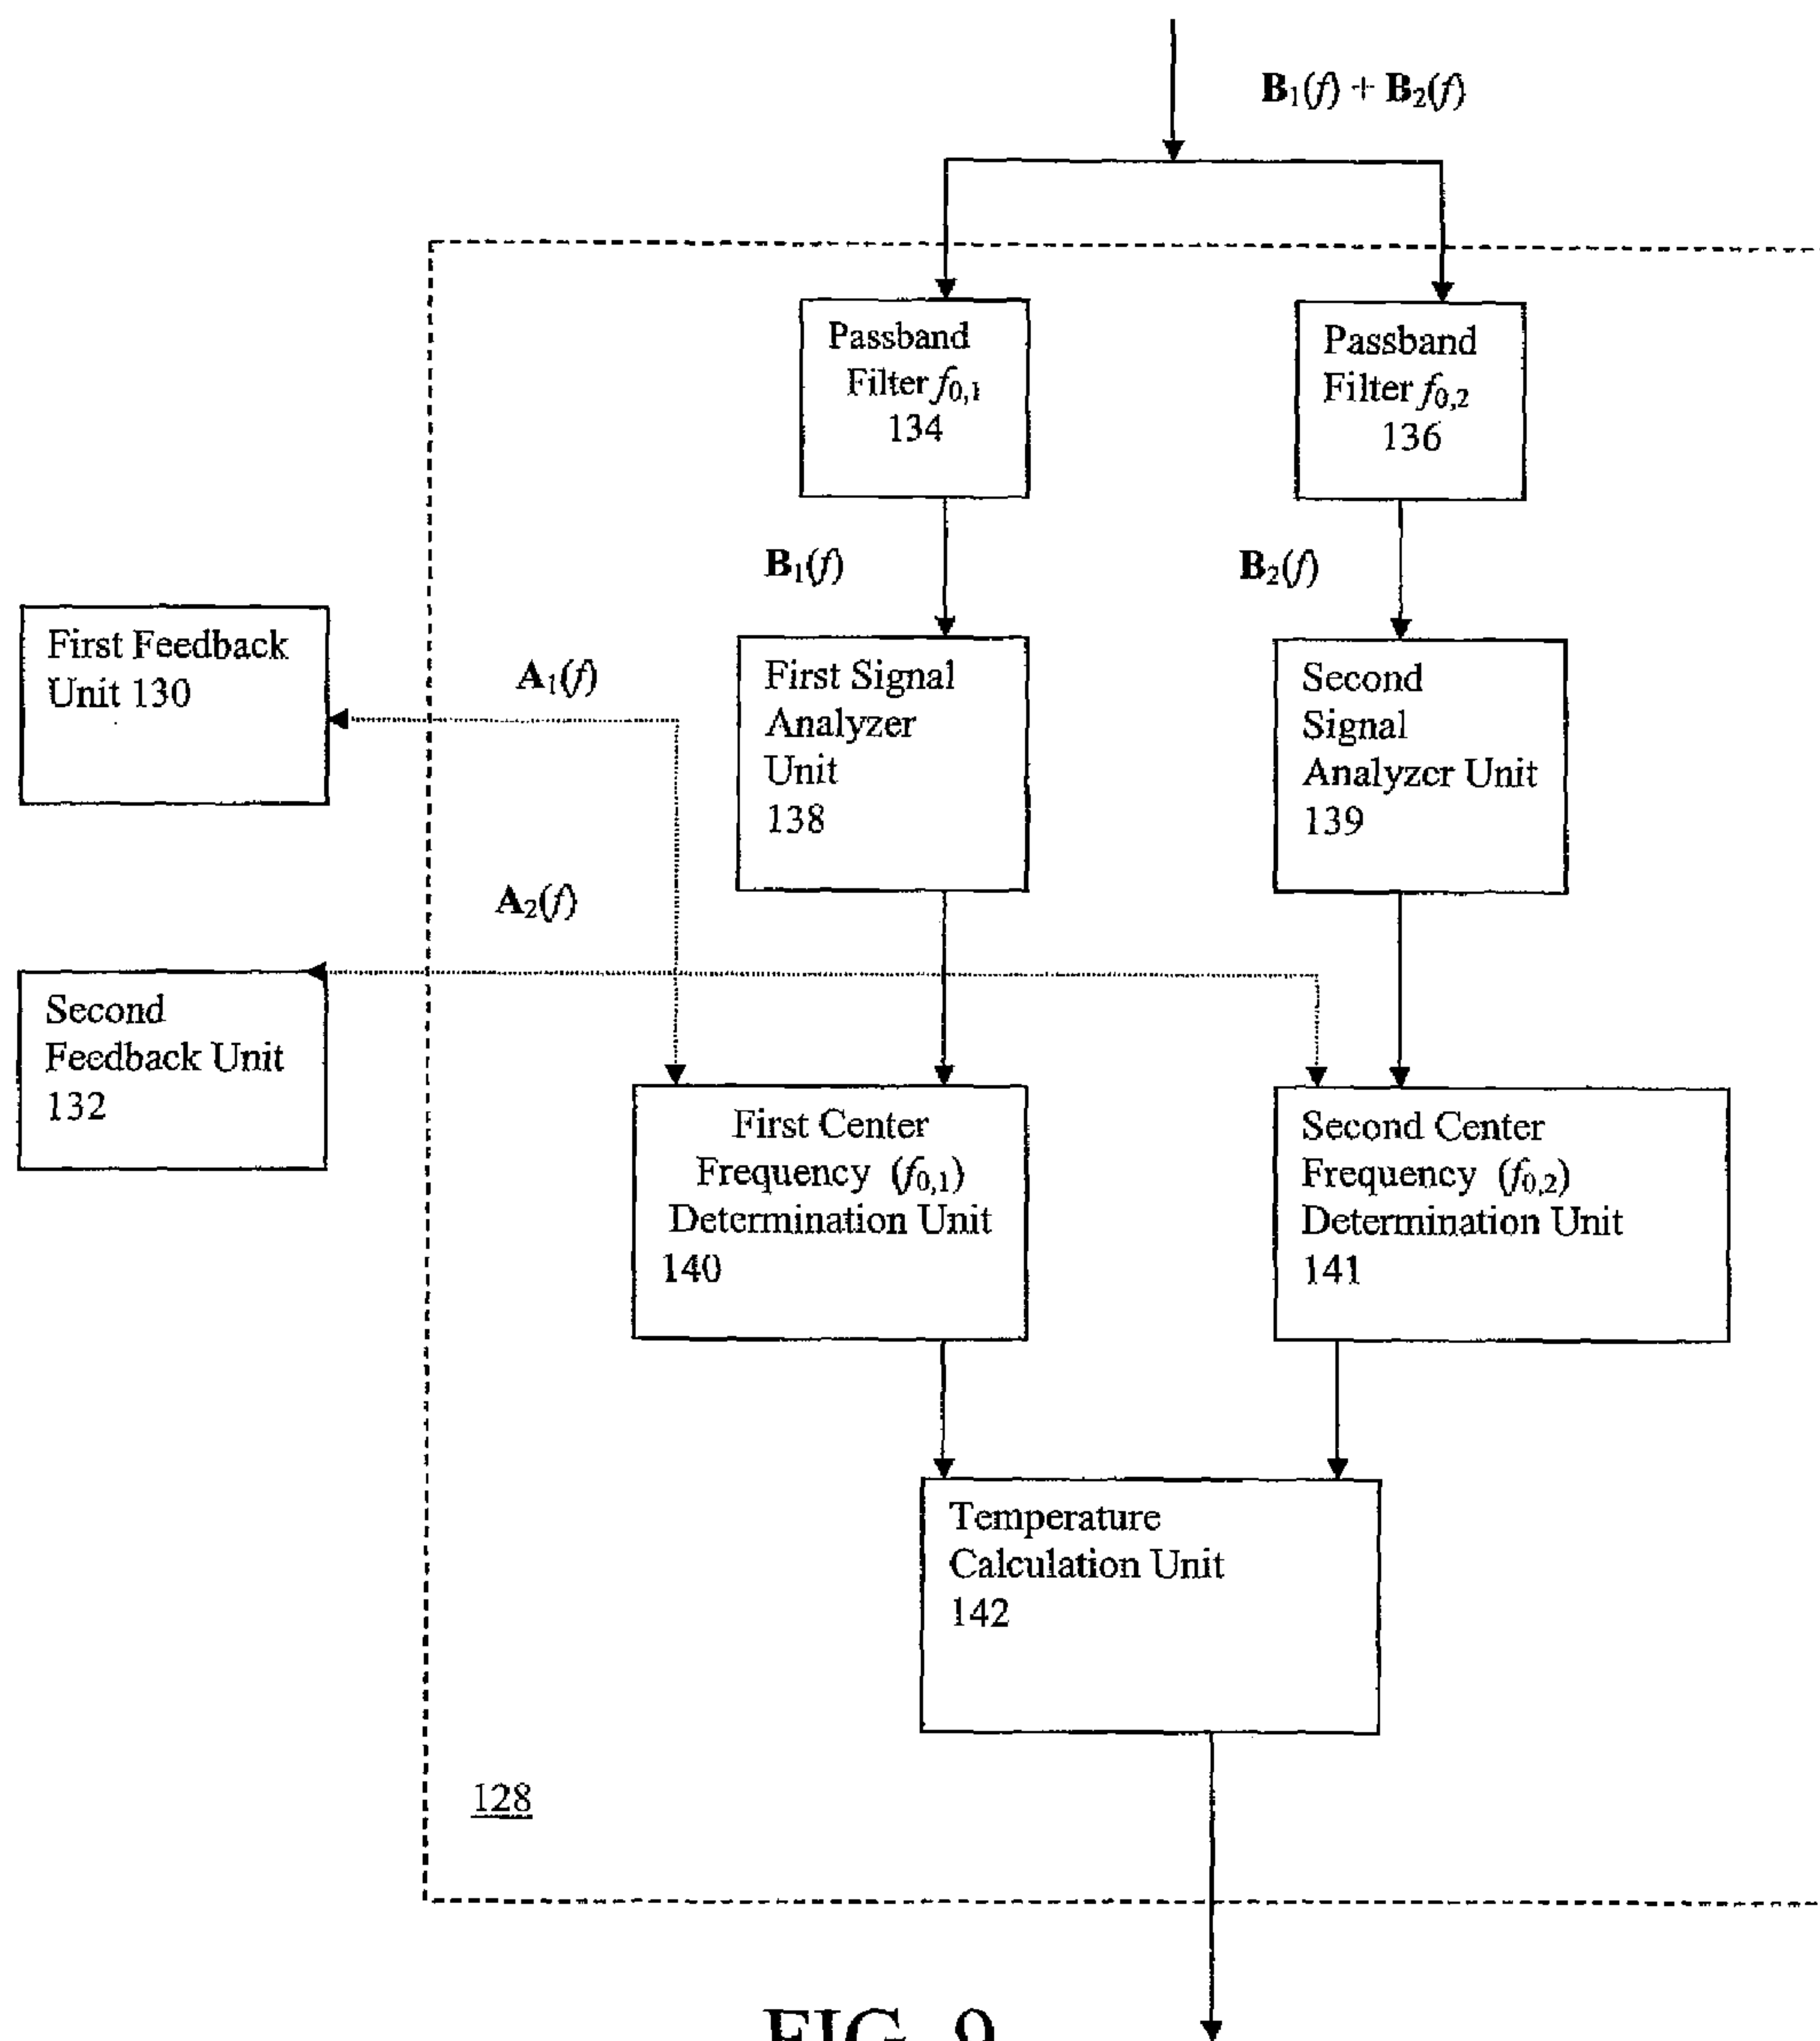 B₁(f) + B₂(f)
Passband
Filter f₀,₁
134
Passband
Filter f₀,₂
136
B₁(f)
B₂(f)
First Feedback
Unit 130
A₁(f)
First Signal
Analyzer
Unit
138
Second
Signal
Analyzer Unit
139
A₂(f)
Second
Feedback Unit
132
First Center
Frequency (f₀,₁)
Determination Unit
140
Second Center
Frequency (f₀,₂)
Determination Unit
141
Temperature
Calculation Unit
142
128
FIG. 9